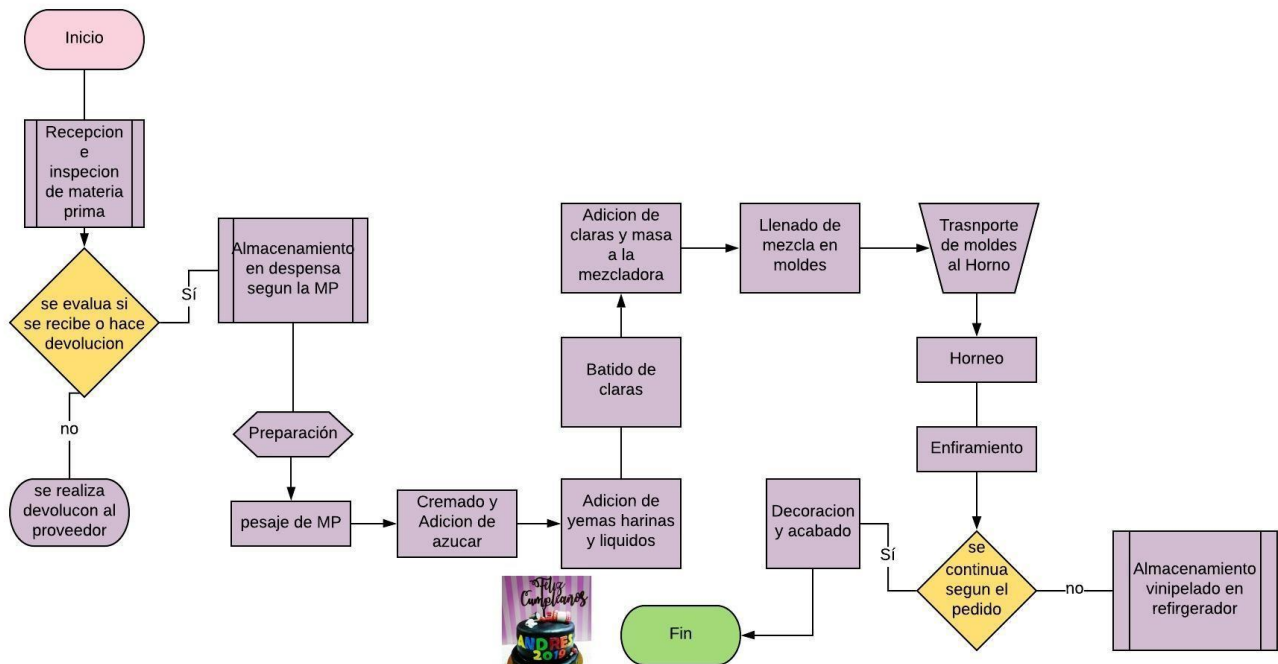 Inicio
Recepcion
e
inspecion
de materia
prima
se evalua si
se recibe o hace
devolucion
Sí
no
se realiza
devolucon al
proveedor
Almacenamiento
en despensa
segun la MP
Preparación
pesaje de MP
Cremado y
Adicion de
azucar
Adicion de
yemas harinas
y liquidos
Batido de
claras
Adicion de
claras y masa
a la
mezcladora
Llenado de
mezcla en
moldes
Trasnporte
de moldes
al Horno
Horneo
Enfiramiento
se
continua
segun el
pedido
Sí
no
Decoracion
y acabado
Almacenamiento
vinipelado en
refirgerador
Fin
Feliz
Cumpleaños
ANDRES
2019